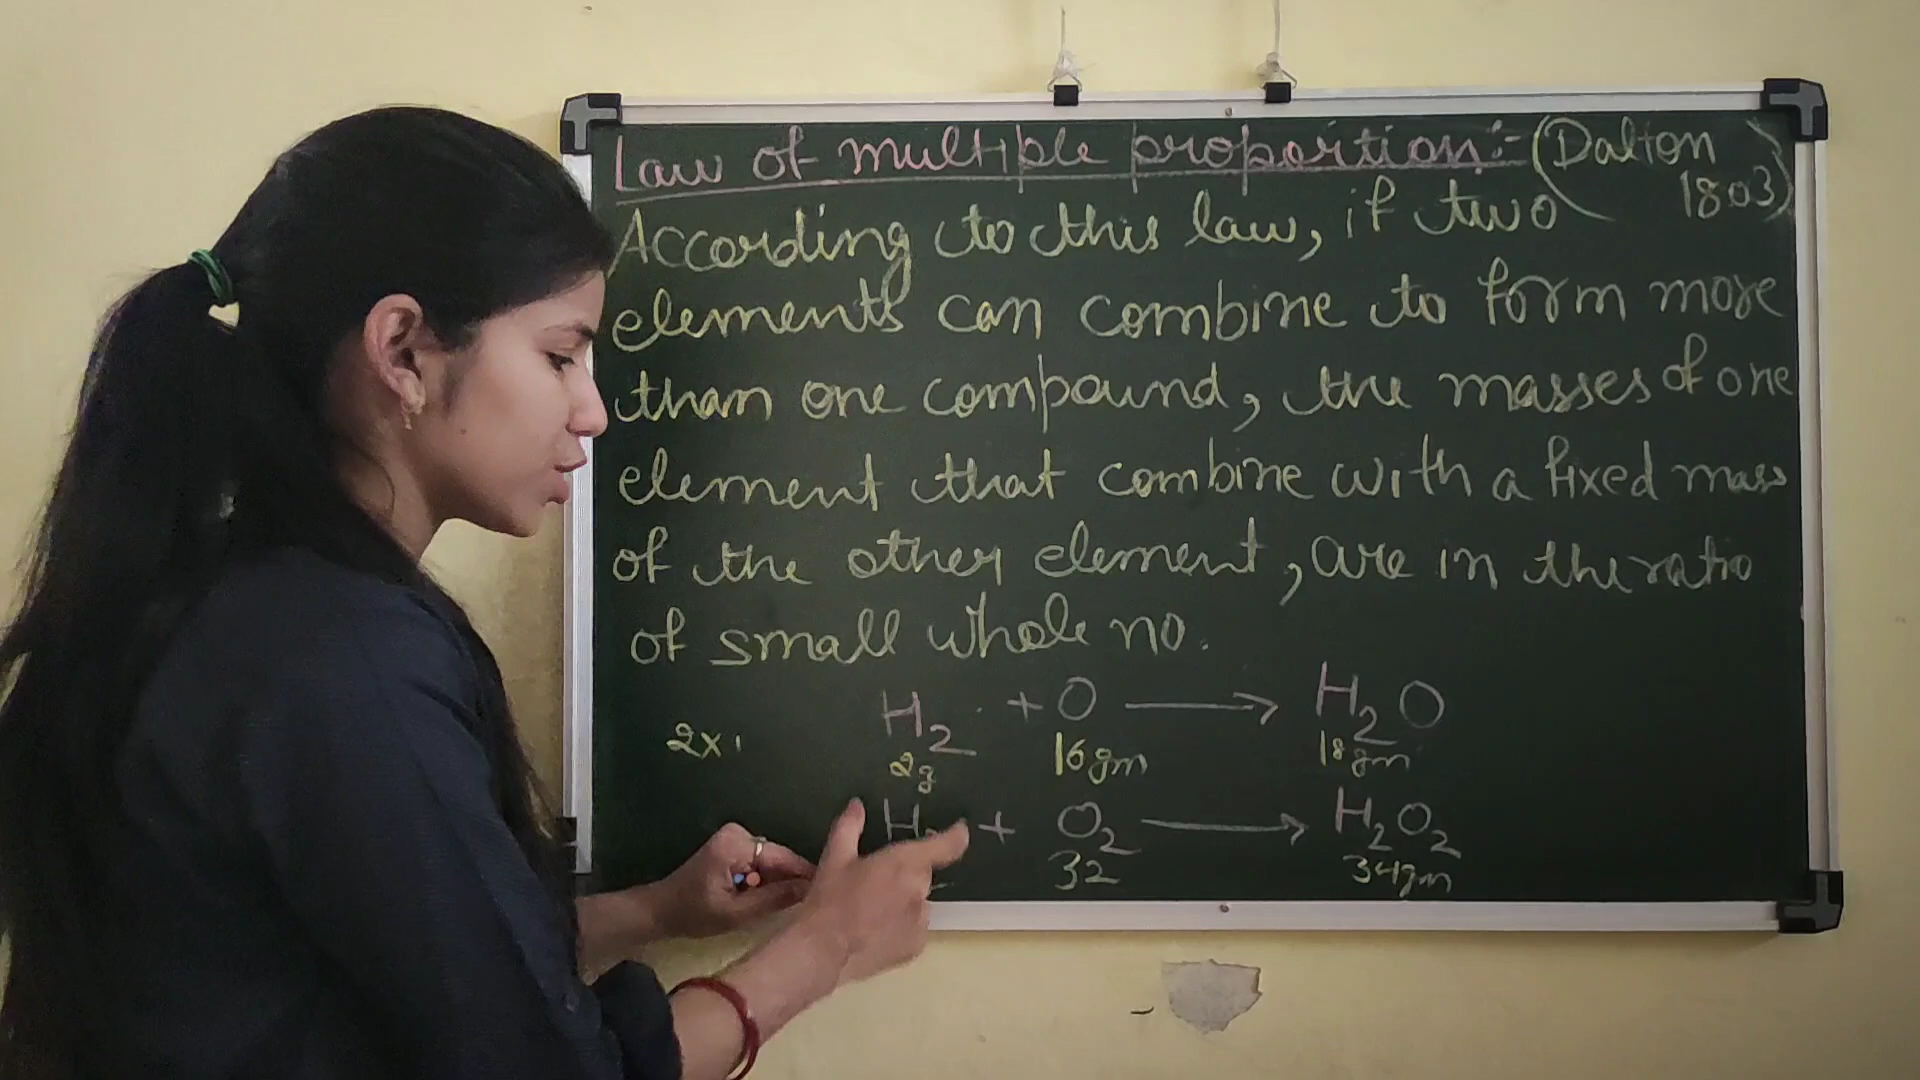 Law of multiple proportion:- (Dalton 1803)
According to this law, if two
elements can combine to form more
than one compound, the masses of one
element that combine with a fixed mass
of the other element, are in the ratio
of small whole no.
H2 + O → H2O
2x1 2g 16gm 18gm
H2 + O2 → H2O2
32 34gm